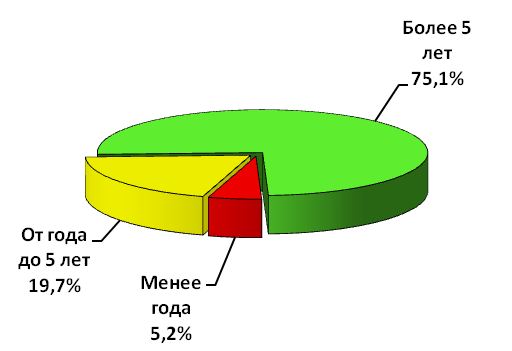 Более 5
лет
75,1%
От года
до 5 лет
19,7%
Менее
года
5,2%